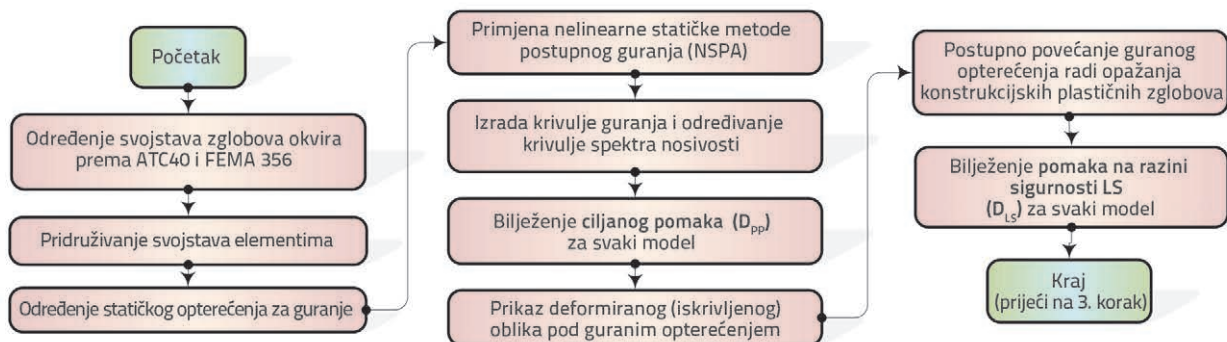 Početak
Određenje svojstava zglobova okvira
prema ATC40 i FEMA 356
Pridruživanje svojstava elementima
Određenje statičkog opterećenja za guranje
Primjena nelinearne statičke metode
postupnog guranja (NSPA)
Izrada krivulje guranja i određivanje
krivulje spektra nosivosti
Bilježenje ciljanog pomaka (DPP)
za svaki model
Prikaz deformiranog (iskrivljenog)
oblika pod guranim opterećenjem
Postupno povećanje guranog
opterećenja radi opažanja
konstrukcijskih plastičnih zglobova
Bilježenje pomaka na razini
sigurnosti LS
(DLS) za svaki model
Kraj
(prijeći na 3. korak)